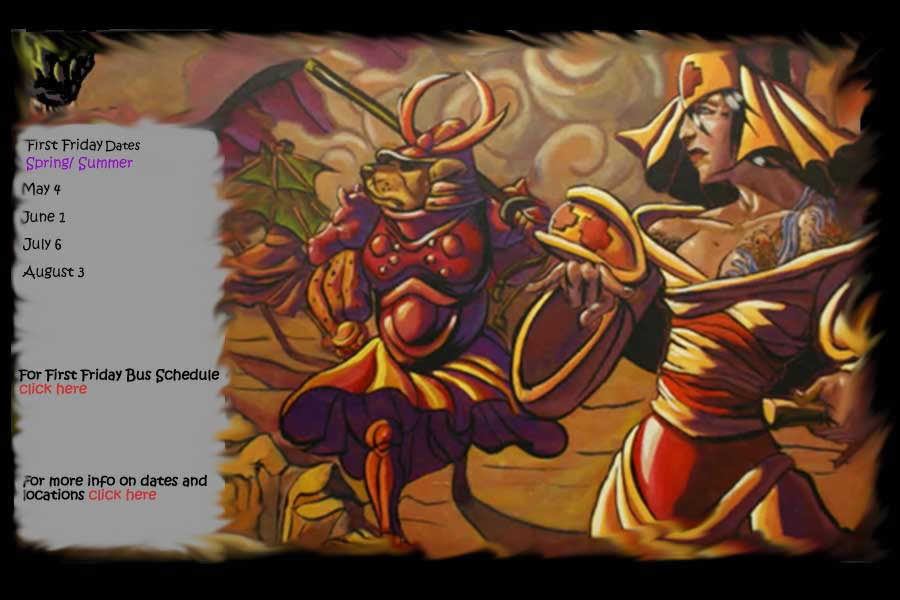 First Friday Dates
Spring/ Summer
May 4
June 1
July 6
August 3
For First Friday Bus Schedule
click here
For more info on dates and
locations click here